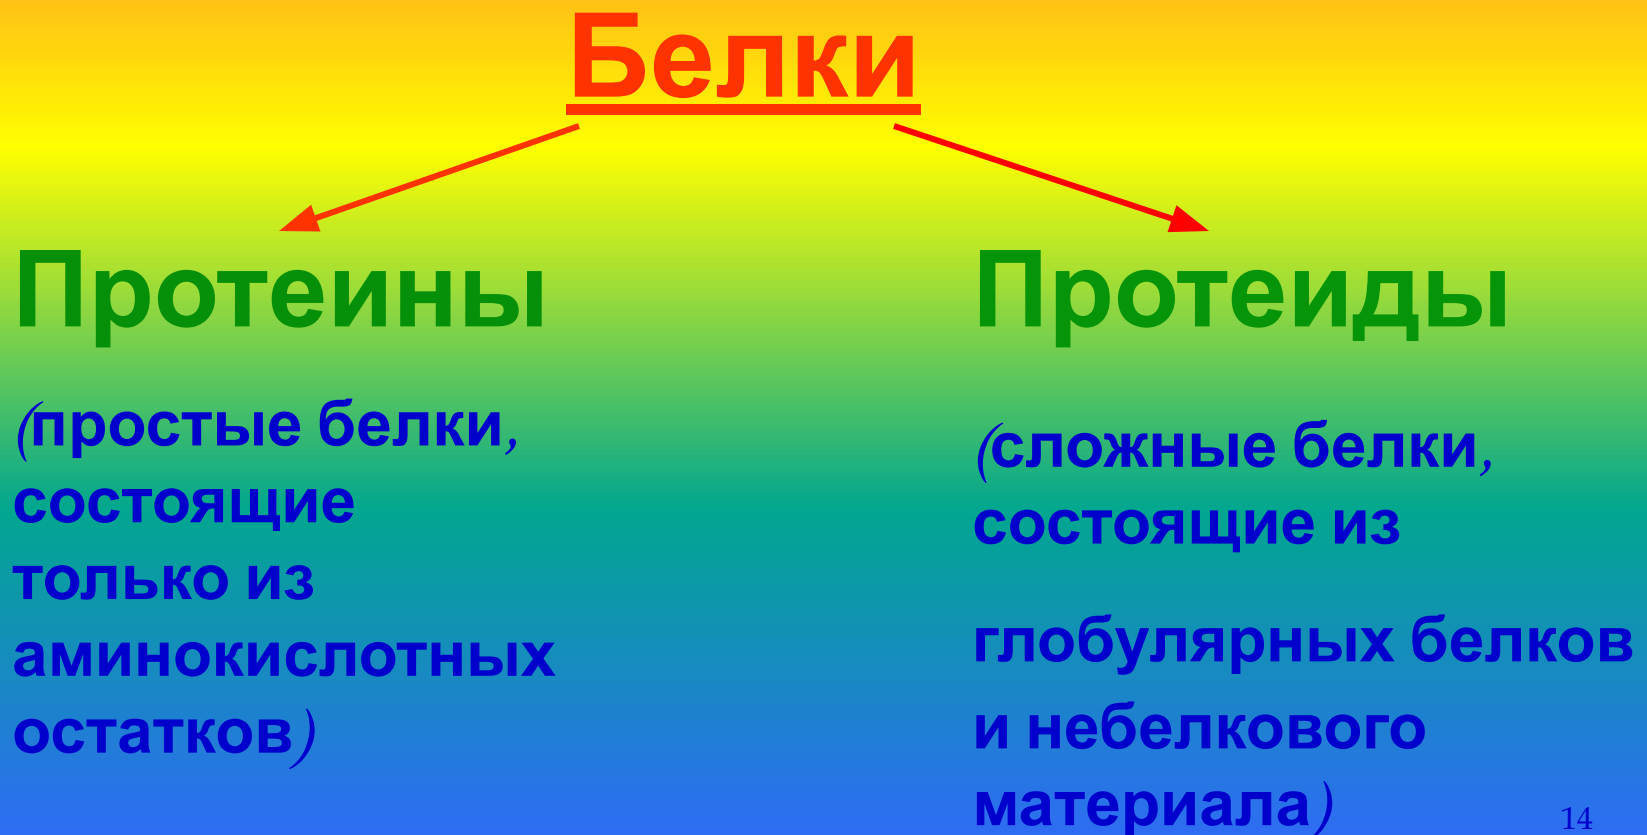 Белки
Протеины
(простые белки,
состоящие
только из
аминокислотных
остатков)
Протеиды
(сложные белки,
состоящие из
глобулярных белков
и небелкового
материала)
14